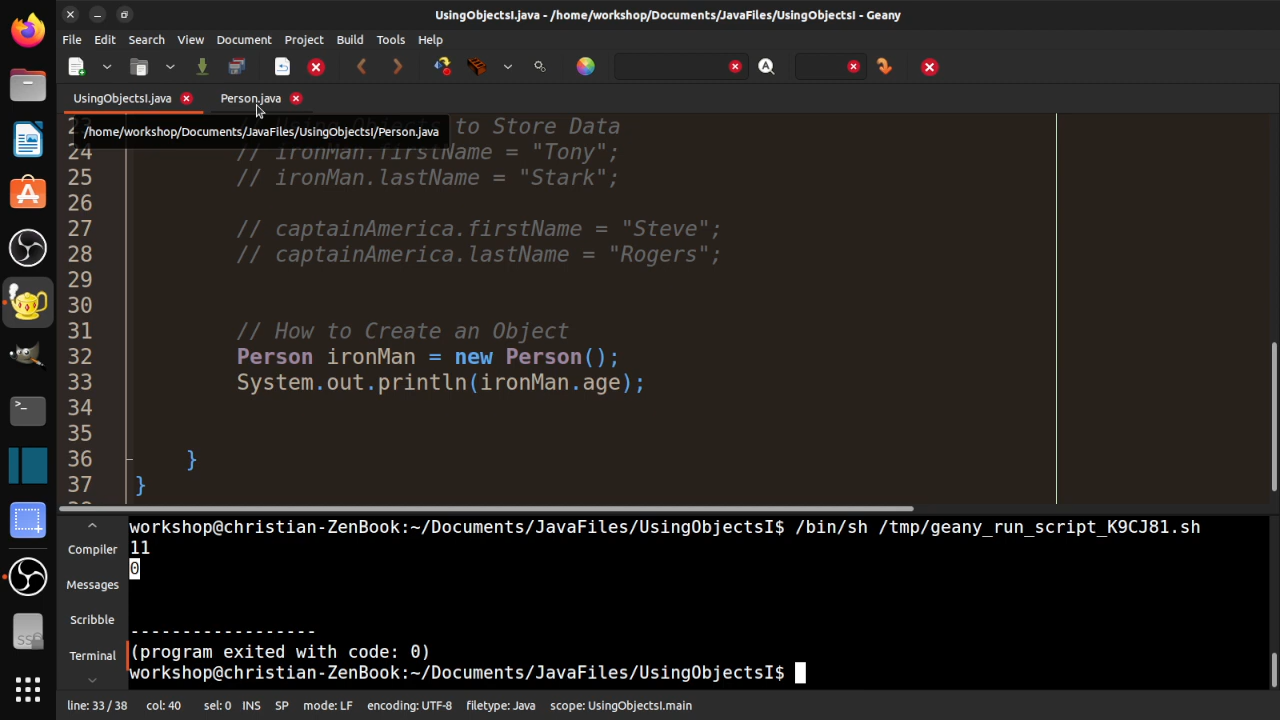 UsingObjectsI.java - /home/workshop/Documents/JavaFiles/UsingObjectsI - Geany
File Edit Search View Document Project Build Tools Help
UsingObjectsI.java Person.java
/home/workshop/Documents/JavaFiles/UsingObjectsI/Person.java
23 // Using Objects to Store Data
24 // ironMan.firstName = "Tony";
25 // ironMan.lastName = "Stark";
26
27 // captainAmerica.firstName = "Steve";
28 // captainAmerica.lastName = "Rogers";
29
30
31 // How to Create an Object
32 Person ironMan = new Person();
33 System.out.println(ironMan.age);
34
35
36 }
37 }
workshop@christian-ZenBook:~/Documents/JavaFiles/UsingObjectsI$ /bin/sh /tmp/geany_run_script_K9CJ81.sh
Compiler
11
0
Messages
Scribble
------------------
Terminal
(program exited with code: 0)
workshop@christian-ZenBook:~/Documents/JavaFiles/UsingObjectsI$
line: 33 / 38 col: 40 sel: 0 INS SP mode: LF encoding: UTF-8 filetype: Java scope: UsingObjectsI.main